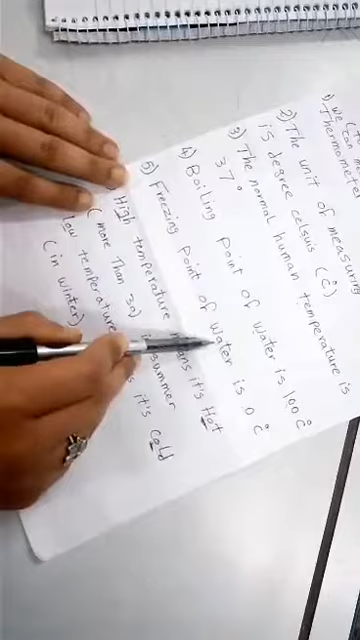 1) we can
Thermometer
2) The unit of measuring
is degree celsuis (C°)
3) The normal human temperature is
37°
4) Boiling point of water is 100 C°
5) Freezing point of water is 0 C°
High temperature means it's Hot
(more Than 30) in summer
low temperature it's cold
(in winter)